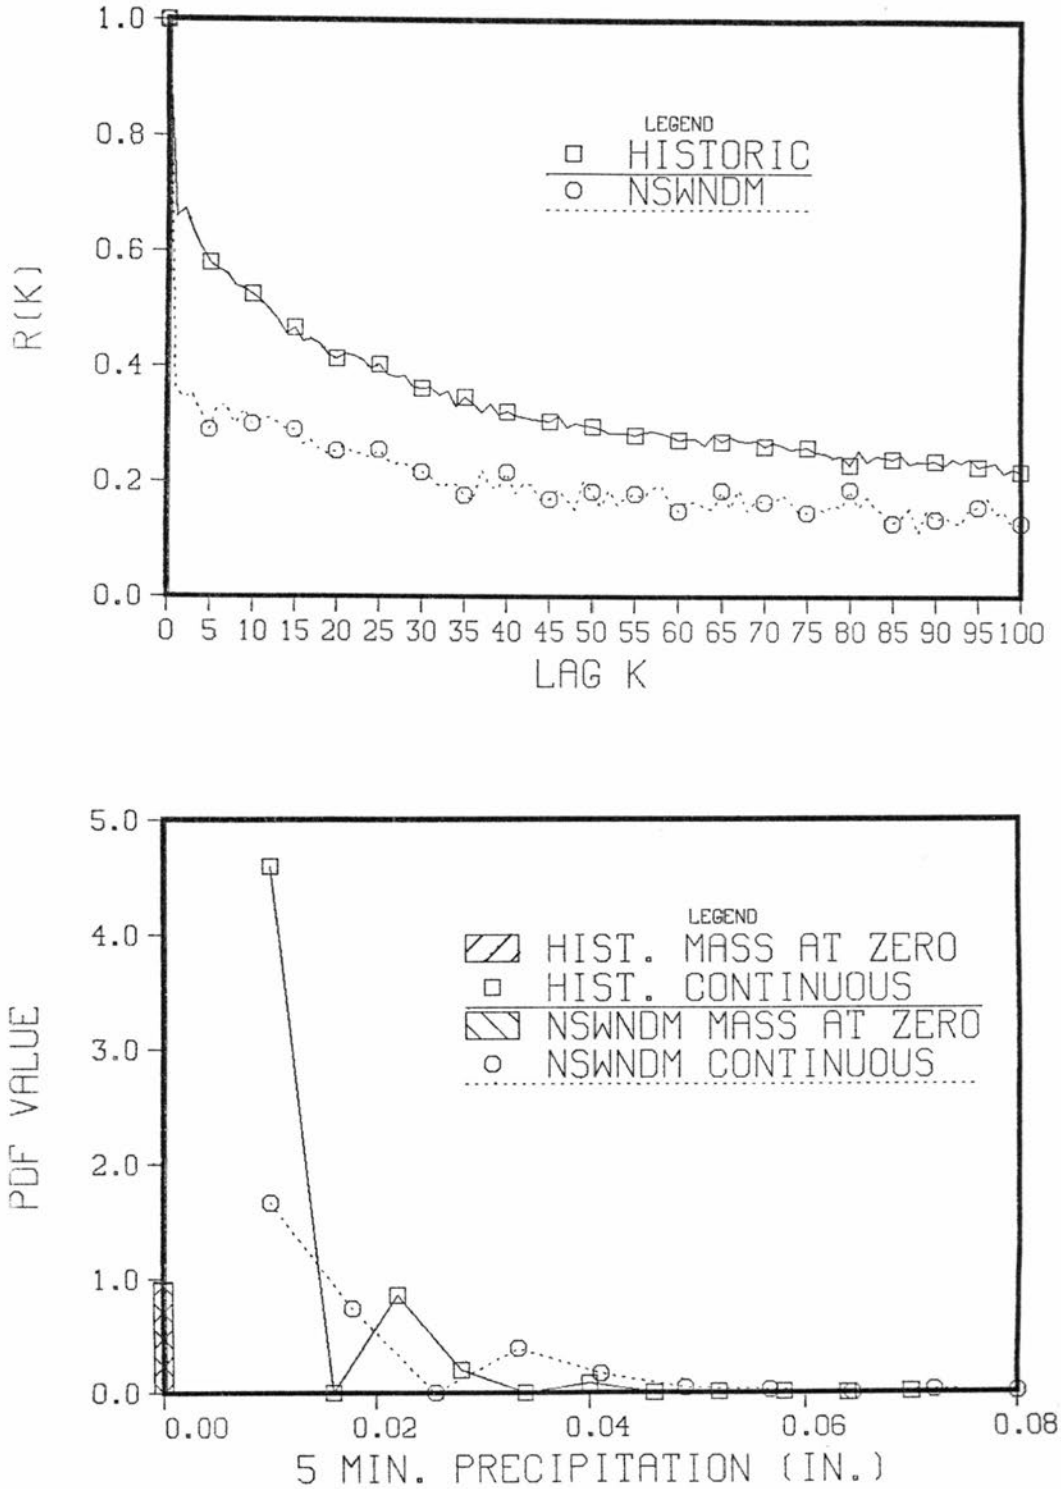 1.0
0.8
0.6
0.4
0.2
0.0
R(K)
LEGEND
HISTORIC
NSWNDM
0 5 10 15 20 25 30 35 40 45 50 55 60 65 70 75 80 85 90 95 100
LAG K
5.0
4.0
3.0
2.0
1.0
0.0
PDF VALUE
LEGEND
HIST. MASS AT ZERO
HIST. CONTINUOUS
NSWNDM MASS AT ZERO
NSWNDM CONTINUOUS
0.00 0.02 0.04 0.06 0.08
5 MIN. PRECIPITATION (IN.)